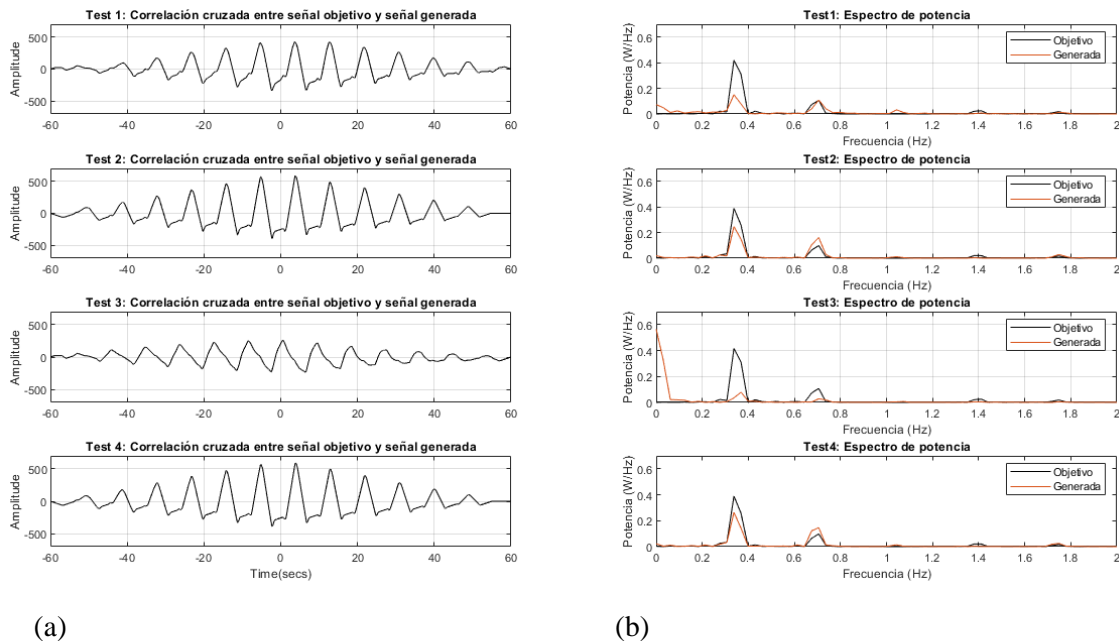 Test 1: Correlación cruzada entre señal objetivo y señal generada
Amplitude
500
0
-500
-60 -40 -20 0 20 40 60
Test 2: Correlación cruzada entre señal objetivo y señal generada
Amplitude
500
0
-500
-60 -40 -20 0 20 40 60
Test 3: Correlación cruzada entre señal objetivo y señal generada
Amplitude
500
0
-500
-60 -40 -20 0 20 40 60
Test 4: Correlación cruzada entre señal objetivo y señal generada
Amplitude
500
0
-500
-60 -40 -20 0 20 40 60
Time(secs)
(a)
Test1: Espectro de potencia
Potencia (W/Hz)
0.6
0.4
0.2
0
Objetivo
Generada
0 0.2 0.4 0.6 0.8 1 1.2 1.4 1.6 1.8 2
Frecuencia (Hz)
Test2: Espectro de potencia
Potencia (W/Hz)
0.6
0.4
0.2
0
Objetivo
Generada
0 0.2 0.4 0.6 0.8 1 1.2 1.4 1.6 1.8 2
Frecuencia (Hz)
Test3: Espectro de potencia
Potencia (W/Hz)
0.6
0.4
0.2
0
Objetivo
Generada
0 0.2 0.4 0.6 0.8 1 1.2 1.4 1.6 1.8 2
Frecuencia (Hz)
Test4: Espectro de potencia
Potencia (W/Hz)
0.6
0.4
0.2
0
Objetivo
Generada
0 0.2 0.4 0.6 0.8 1 1.2 1.4 1.6 1.8 2
Frecuencia (Hz)
(b)